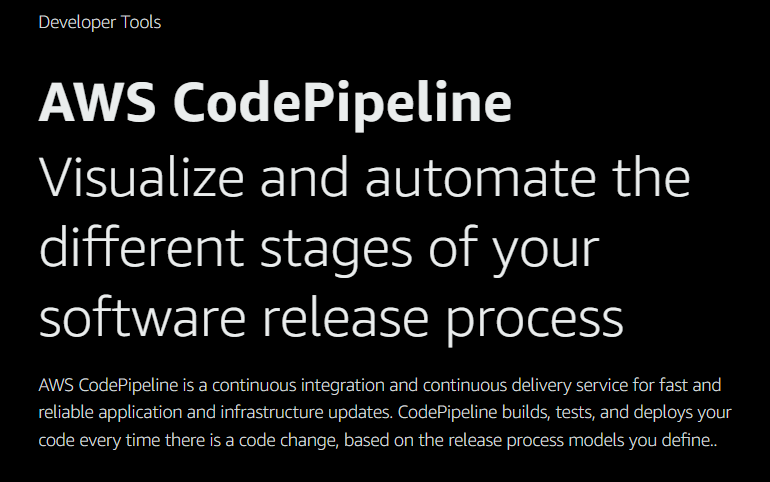 Developer Tools
AWS CodePipeline
Visualize and automate the
different stages of your
software release process
AWS CodePipeline is a continuous integration and continuous delivery service for fast and
reliable application and infrastructure updates. CodePipeline builds, tests, and deploys your
code every time there is a code change, based on the release process models you define..